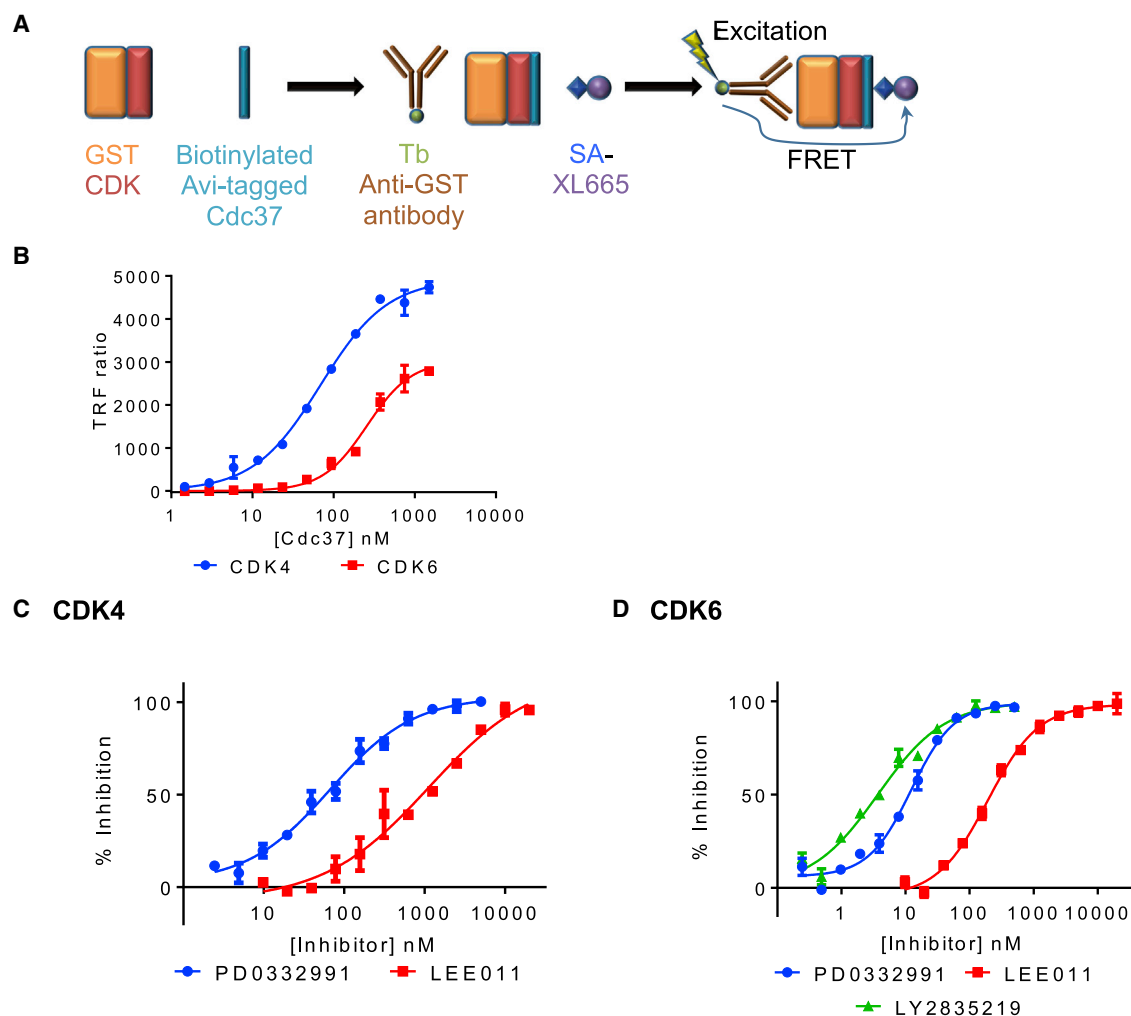 A
Excitation
GST
CDK
Biotinylated
Avi-tagged
Cdc37
Tb
Anti-GST
antibody
SA-
XL665
FRET
B
5000
4000
3000
2000
1000
0
TRF ratio
1 10 100 1000 10000
[Cdc37] nM
CDK4 CDK6
C CDK4
100
50
0
% Inhibition
10 100 1000 10000
[Inhibitor] nM
PD0332991 LEE011
D CDK6
100
50
0
% Inhibition
1 10 100 1000 10000
[Inhibitor] nM
PD0332991 LEE011
LY2835219